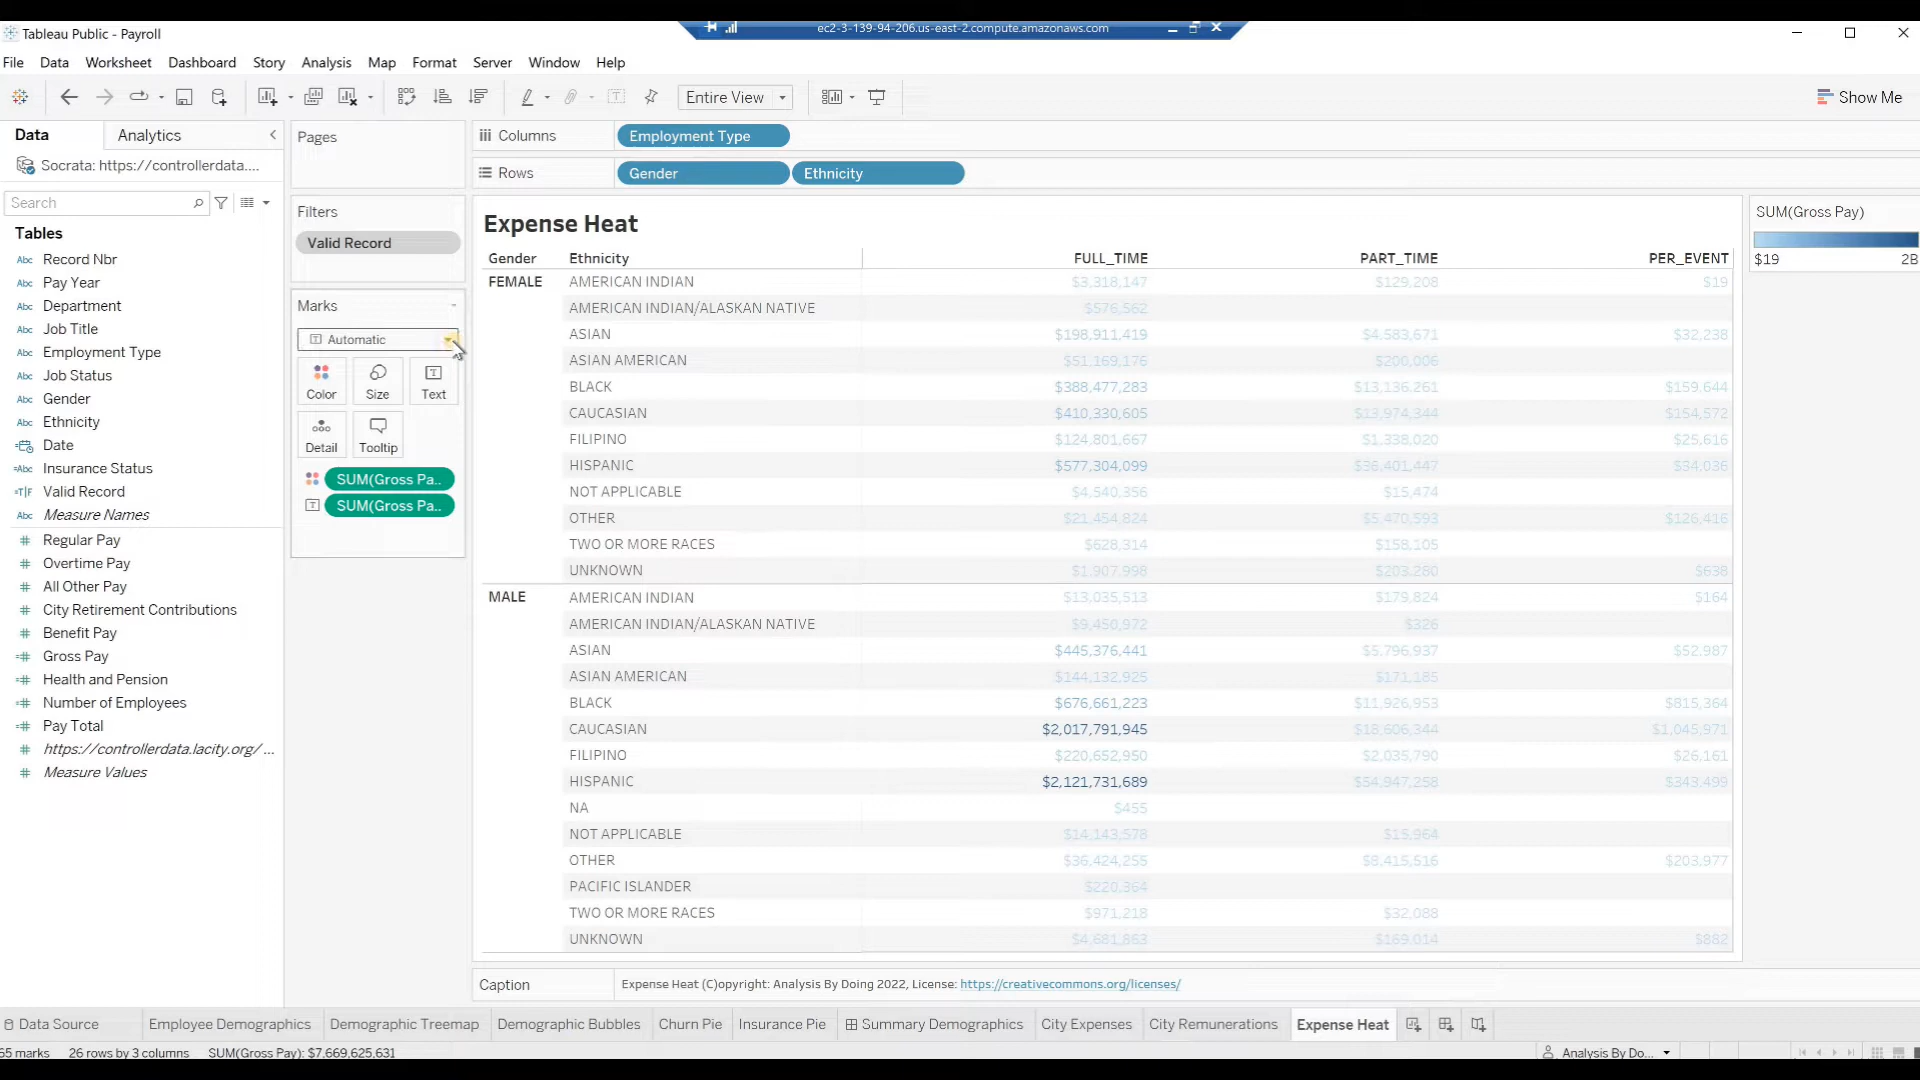 Tableau Public - Payroll
ec2-3-139-94-206.us-east-2.compute.amazonaws.com
File Data Worksheet Dashboard Story Analysis Map Format Server Window Help
Entire View
Show Me
Data Analytics
Socrata: https://controllerdata....
Search
Tables
Abc Record Nbr
Abc Pay Year
Abc Department
Abc Job Title
Abc Employment Type
Abc Job Status
Abc Gender
Abc Ethnicity
Date
=Abc Insurance Status
=T|F Valid Record
Abc Measure Names
# Regular Pay
# Overtime Pay
# All Other Pay
# City Retirement Contributions
# Benefit Pay
=# Gross Pay
=# Health and Pension
=# Number of Employees
=# Pay Total
# https://controllerdata.lacity.org/ ...
# Measure Values
Pages
Filters
Valid Record
Marks
Automatic
Color Size Text
Detail Tooltip
SUM(Gross Pa..
SUM(Gross Pa..
Columns Employment Type
Rows Gender Ethnicity
Expense Heat
Gender Ethnicity FULL_TIME PART_TIME PER_EVENT
FEMALE AMERICAN INDIAN $3,318,147 $129,208 $19
AMERICAN INDIAN/ALASKAN NATIVE $576,562
ASIAN $198,911,419 $4,583,671 $32,238
ASIAN AMERICAN $51,169,176 $200,006
BLACK $388,477,283 $13,136,261 $159,644
CAUCASIAN $410,330,605 $13,974,344 $154,572
FILIPINO $124,801,667 $1,338,020 $25,616
HISPANIC $577,304,099 $36,401,447 $34,036
NOT APPLICABLE $4,540,356 $15,474
OTHER $21,454,824 $5,470,593 $126,416
TWO OR MORE RACES $628,314 $158,105
UNKNOWN $1,907,998 $203,280 $638
MALE AMERICAN INDIAN $13,035,513 $179,824 $164
AMERICAN INDIAN/ALASKAN NATIVE $9,450,972 $326
ASIAN $445,376,441 $5,796,937 $52,987
ASIAN AMERICAN $144,132,925 $171,185
BLACK $676,661,223 $11,926,953 $815,364
CAUCASIAN $2,017,791,945 $18,606,344 $1,045,971
FILIPINO $220,652,950 $2,035,790 $26,161
HISPANIC $2,121,731,689 $54,947,258 $343,499
NA $455
NOT APPLICABLE $14,143,578 $15,964
OTHER $36,424,255 $8,415,516 $203,977
PACIFIC ISLANDER $220,364
TWO OR MORE RACES $971,218 $32,088
UNKNOWN $4,681,863 $169,014 $882
SUM(Gross Pay)
$19 2B
Caption Expense Heat (C)opyright: Analysis By Doing 2022, License: https://creativecommons.org/licenses/
Data Source Employee Demographics Demographic Treemap Demographic Bubbles Churn Pie Insurance Pie Summary Demographics City Expenses City Remunerations Expense Heat
marks 26 rows by 3 columns SUM(Gross Pay): $7,669,625,631 Analysis By Do...